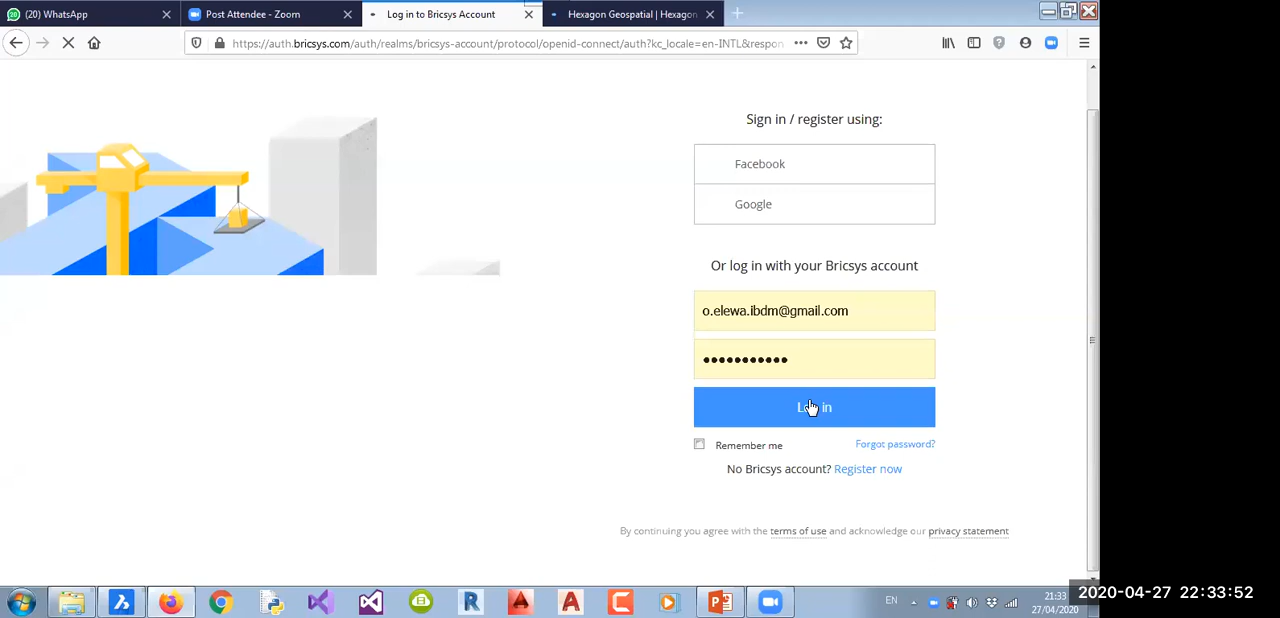 (20) WhatsApp
Post Attendee - Zoom
Log in to Bricsys Account
Hexagon Geospatial | Hexagon
https://auth.bricsys.com/auth/realms/bricsys-account/protocol/openid-connect/auth?kc_locale=en-INTL&respon
Sign in / register using:
Facebook
Google
Or log in with your Bricsys account
o.elewa.ibdm@gmail.com
Log in
Remember me
Forgot password?
No Bricsys account? Register now
By continuing you agree with the terms of use and acknowledge our privacy statement
EN
21:33
27/04/2020
2020-04-27 22:33:52